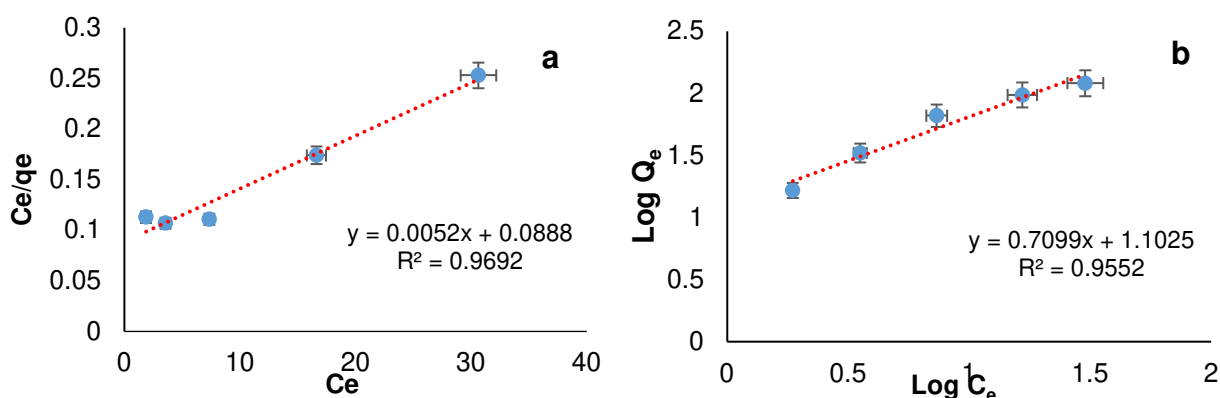 0.3
0.25
0.2
0.15
0.1
0.05
0
0
10
20
30
40
Ce/qe
Ce
a
y = 0.0052x + 0.0888
R² = 0.9692
2.5
2
1.5
1
0.5
0
0
0.5
1
1.5
2
Log Qₑ
Log Cₑ
b
y = 0.7099x + 1.1025
R² = 0.9552